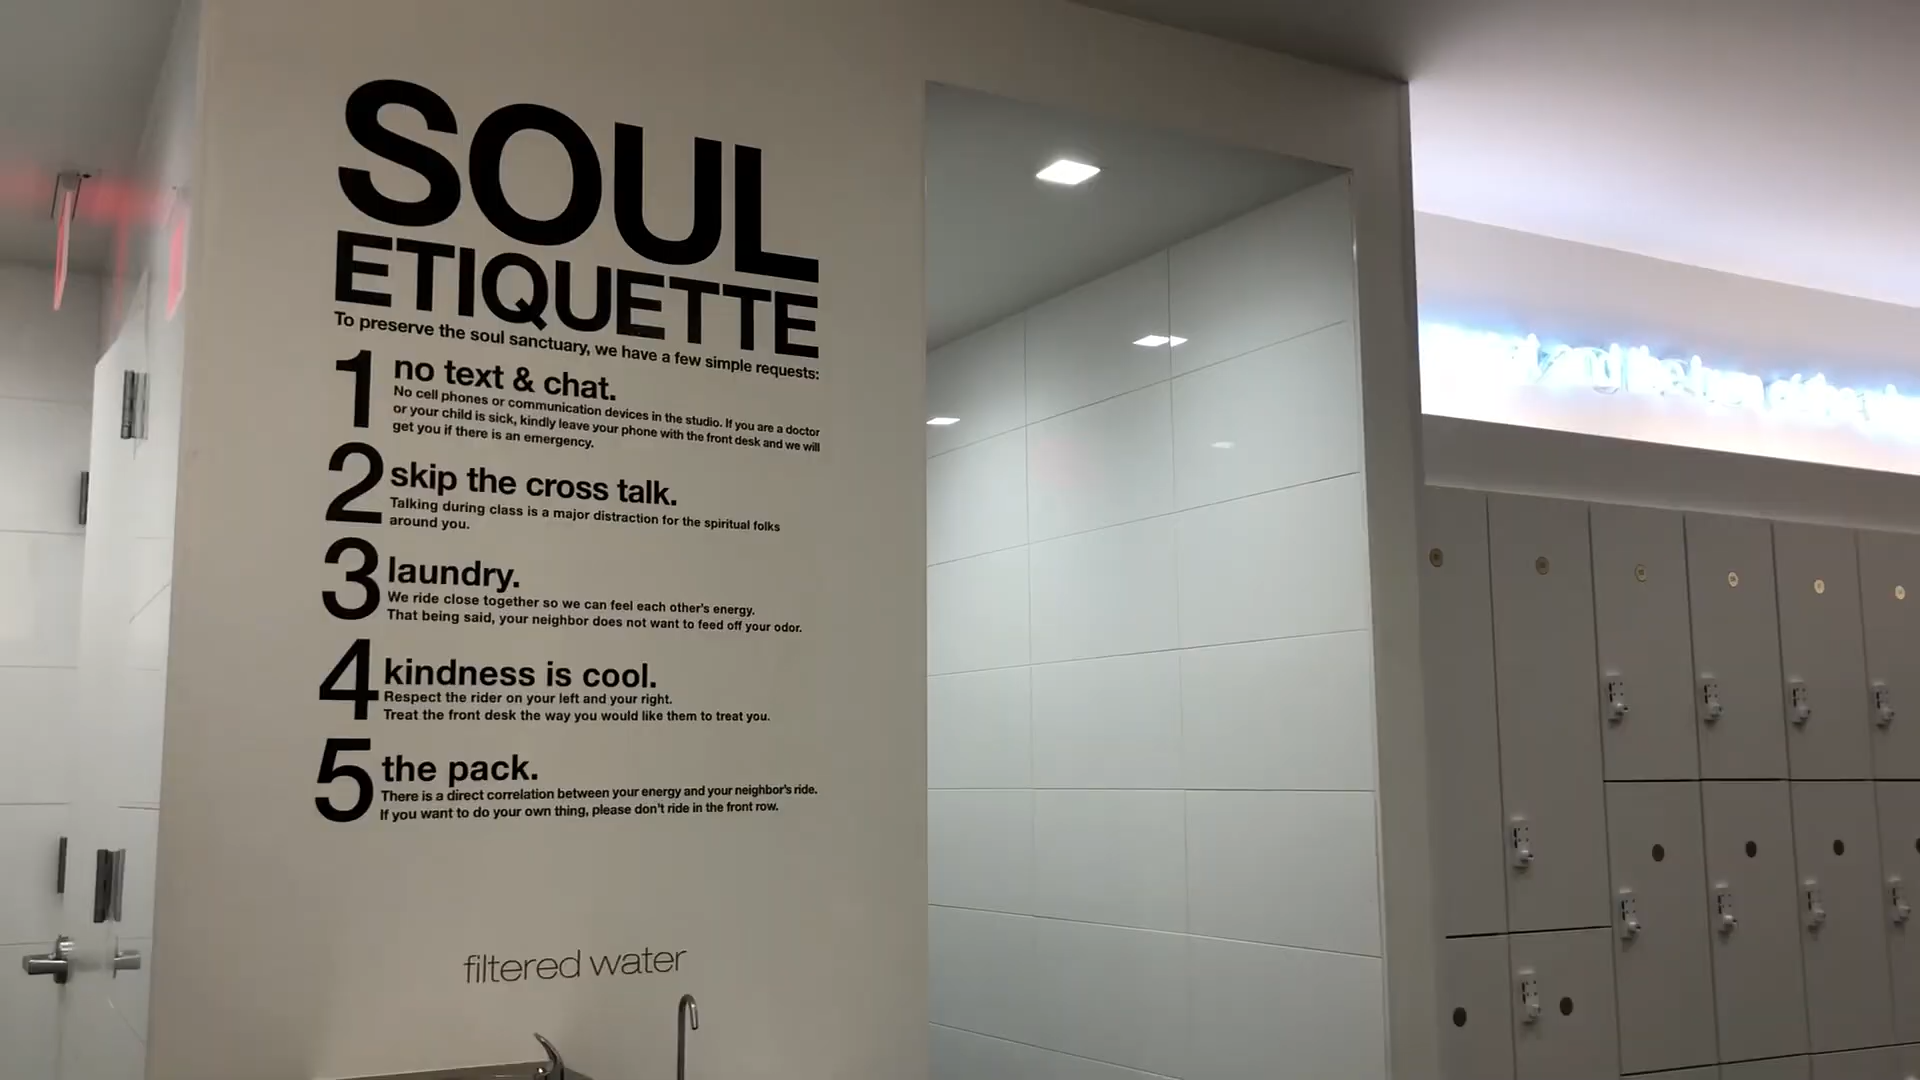 SOUL
ETIQUETTE
To preserve the soul sanctuary, we have a few simple requests:
1 no text & chat.
No cell phones or communication devices in the studio. If you are a doctor
or your child is sick, kindly leave your phone with the front desk and we will
get you if there is an emergency.
2 skip the cross talk.
Talking during class is a major distraction for the spiritual folks
around you.
3 laundry.
We ride close together so we can feel each other's energy.
That being said, your neighbor does not want to feed off your odor.
4 kindness is cool.
Respect the rider on your left and your right.
Treat the front desk the way you would like them to treat you.
5 the pack.
There is a direct correlation between your energy and your neighbor's ride.
If you want to do your own thing, please don't ride in the front row.
filtered water